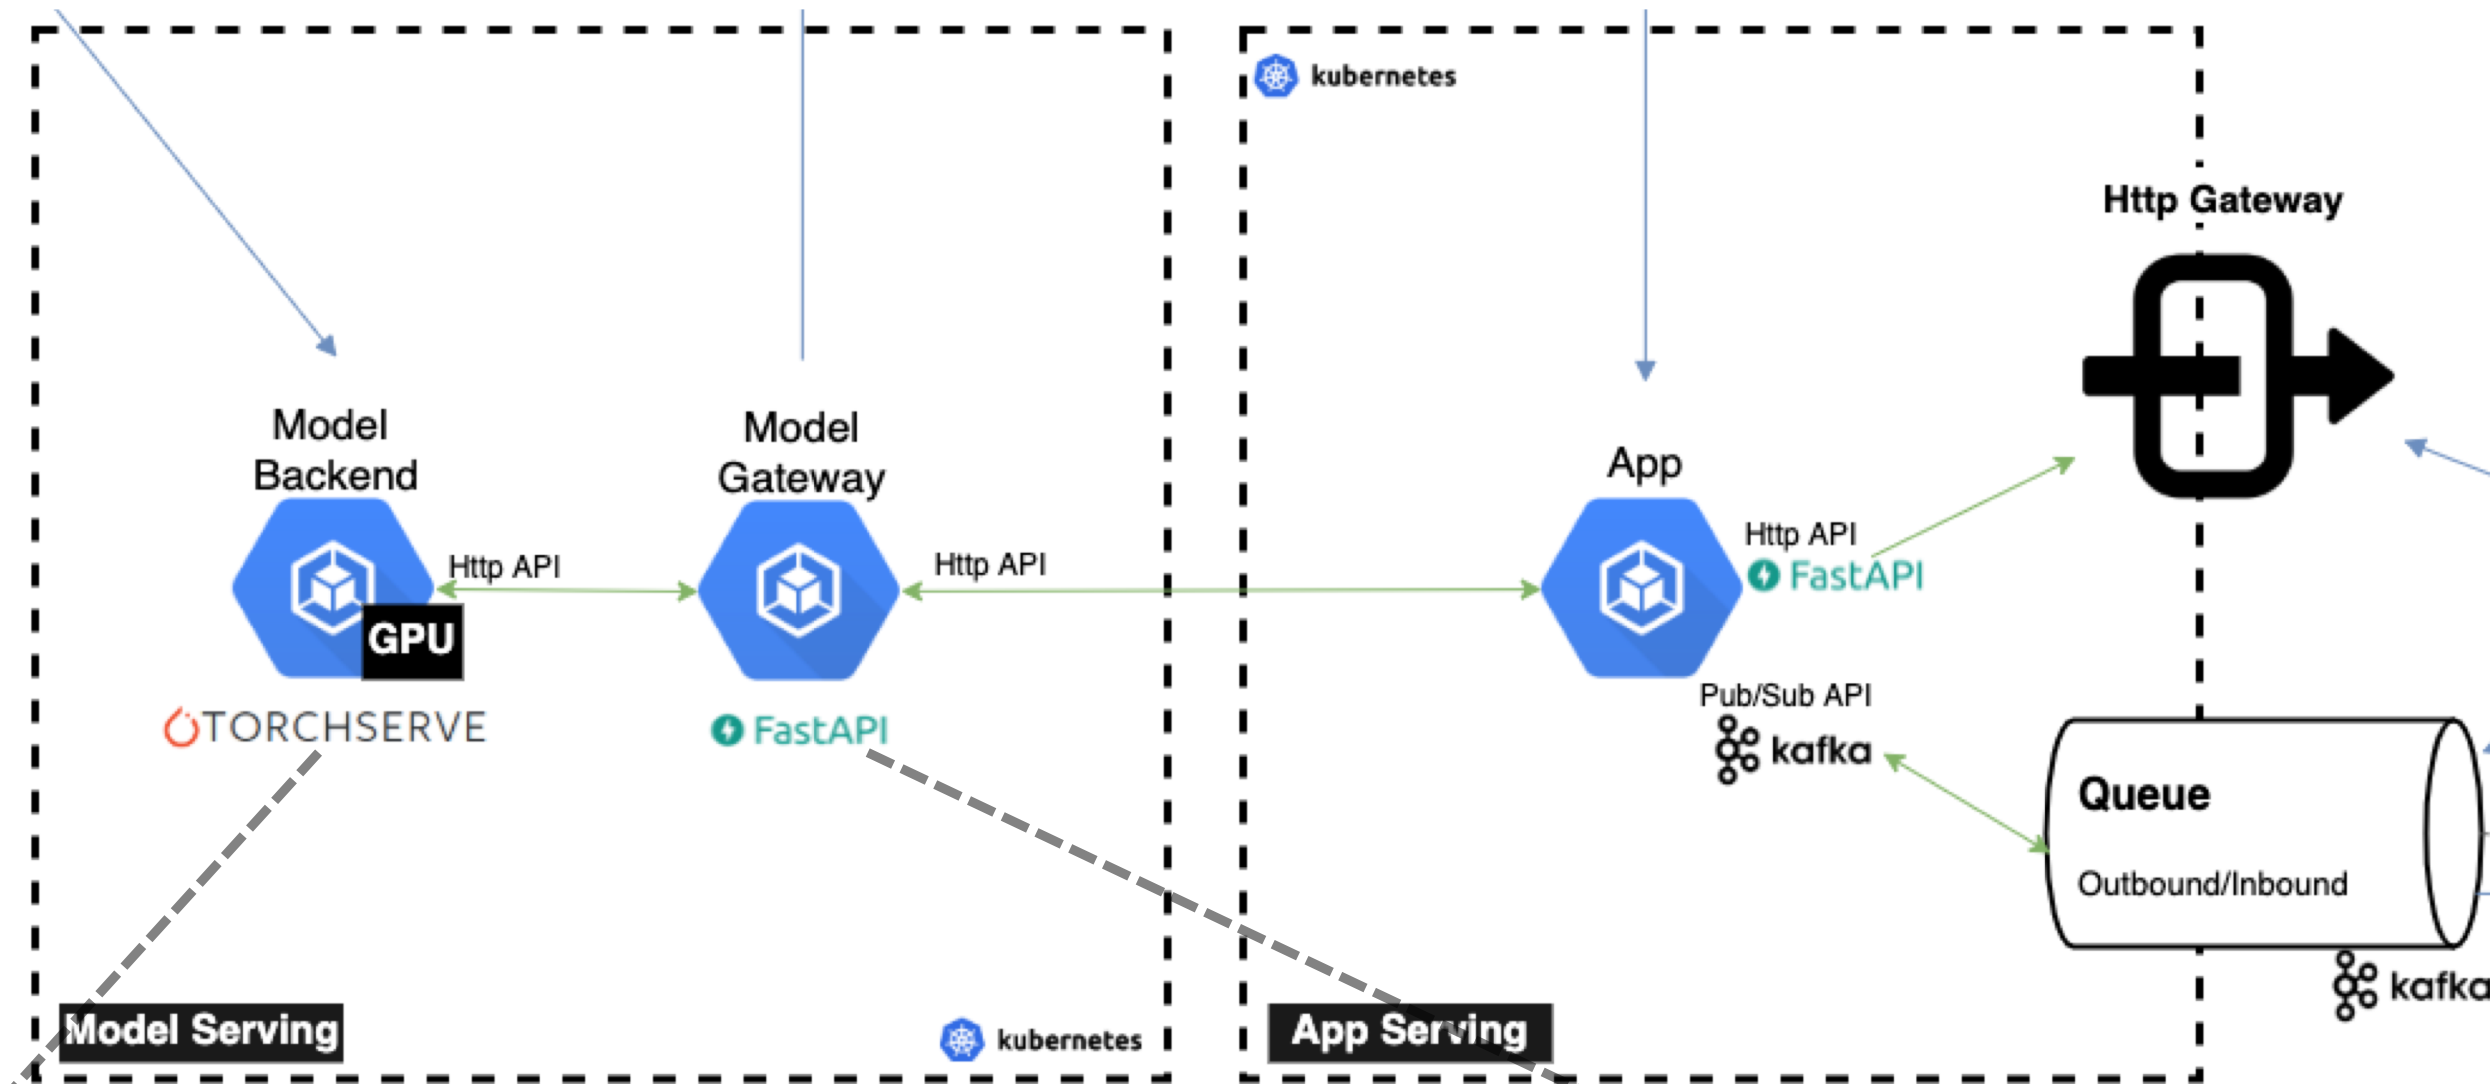 kubernetes
Http Gateway
Model
Backend
Model
Gateway
App
Http API
Http API
Http API
FastAPI
GPU
TORCHSERVE
FastAPI
Pub/Sub API
kafka
Queue
Outbound/Inbound
kafka
Model Serving
kubernetes
App Serving